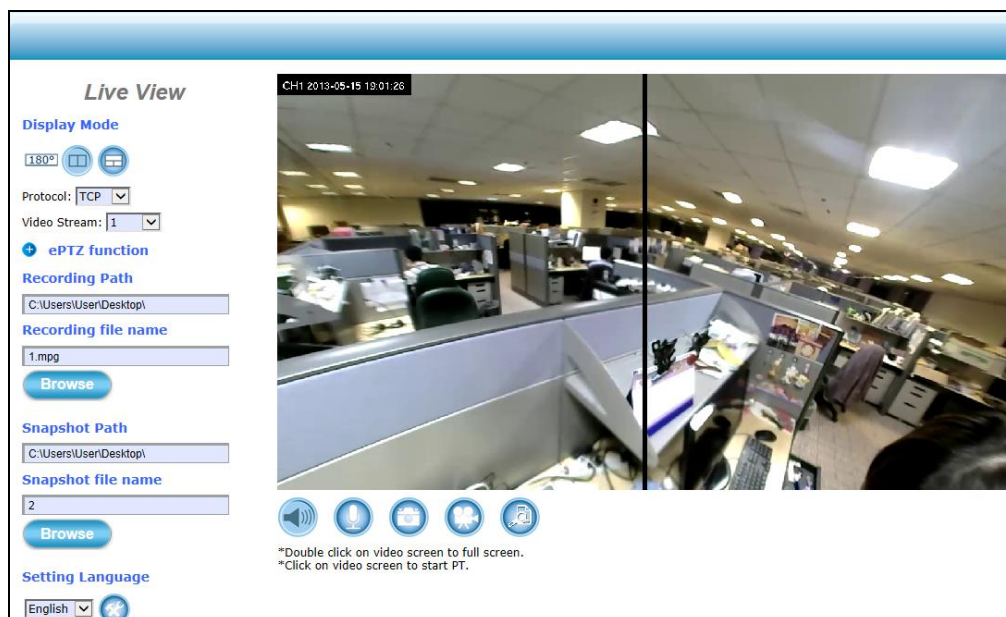 Live View
Display Mode
180°
Protocol: TCP
Video Stream: 1
ePTZ function
Recording Path
C:\Users\User\Desktop\
Recording file name
1.mpg
Browse
Snapshot Path
C:\Users\User\Desktop\
Snapshot file name
2
Browse
Setting Language
English
CH1 2013-05-15 19:01:26
*Double click on video screen to full screen.
*Click on video screen to start PT.